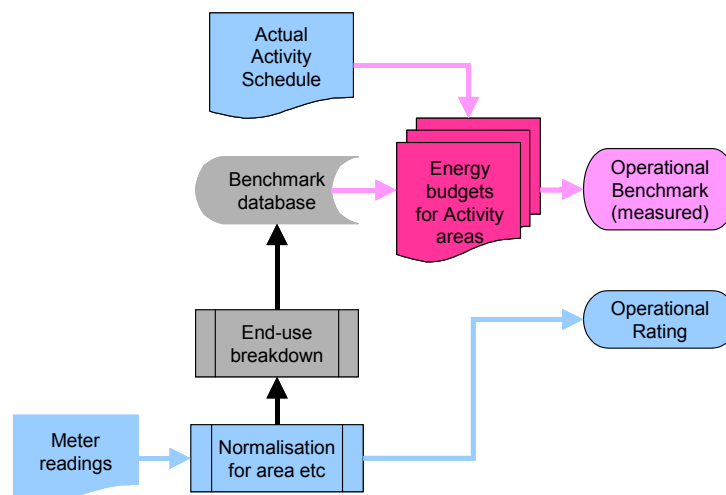 Actual
Activity
Schedule
Benchmark
database
Energy
budgets
for Activity
areas
Operational
Benchmark
(measured)
End-use
breakdown
Operational
Rating
Meter
readings
Normalisation
for area etc